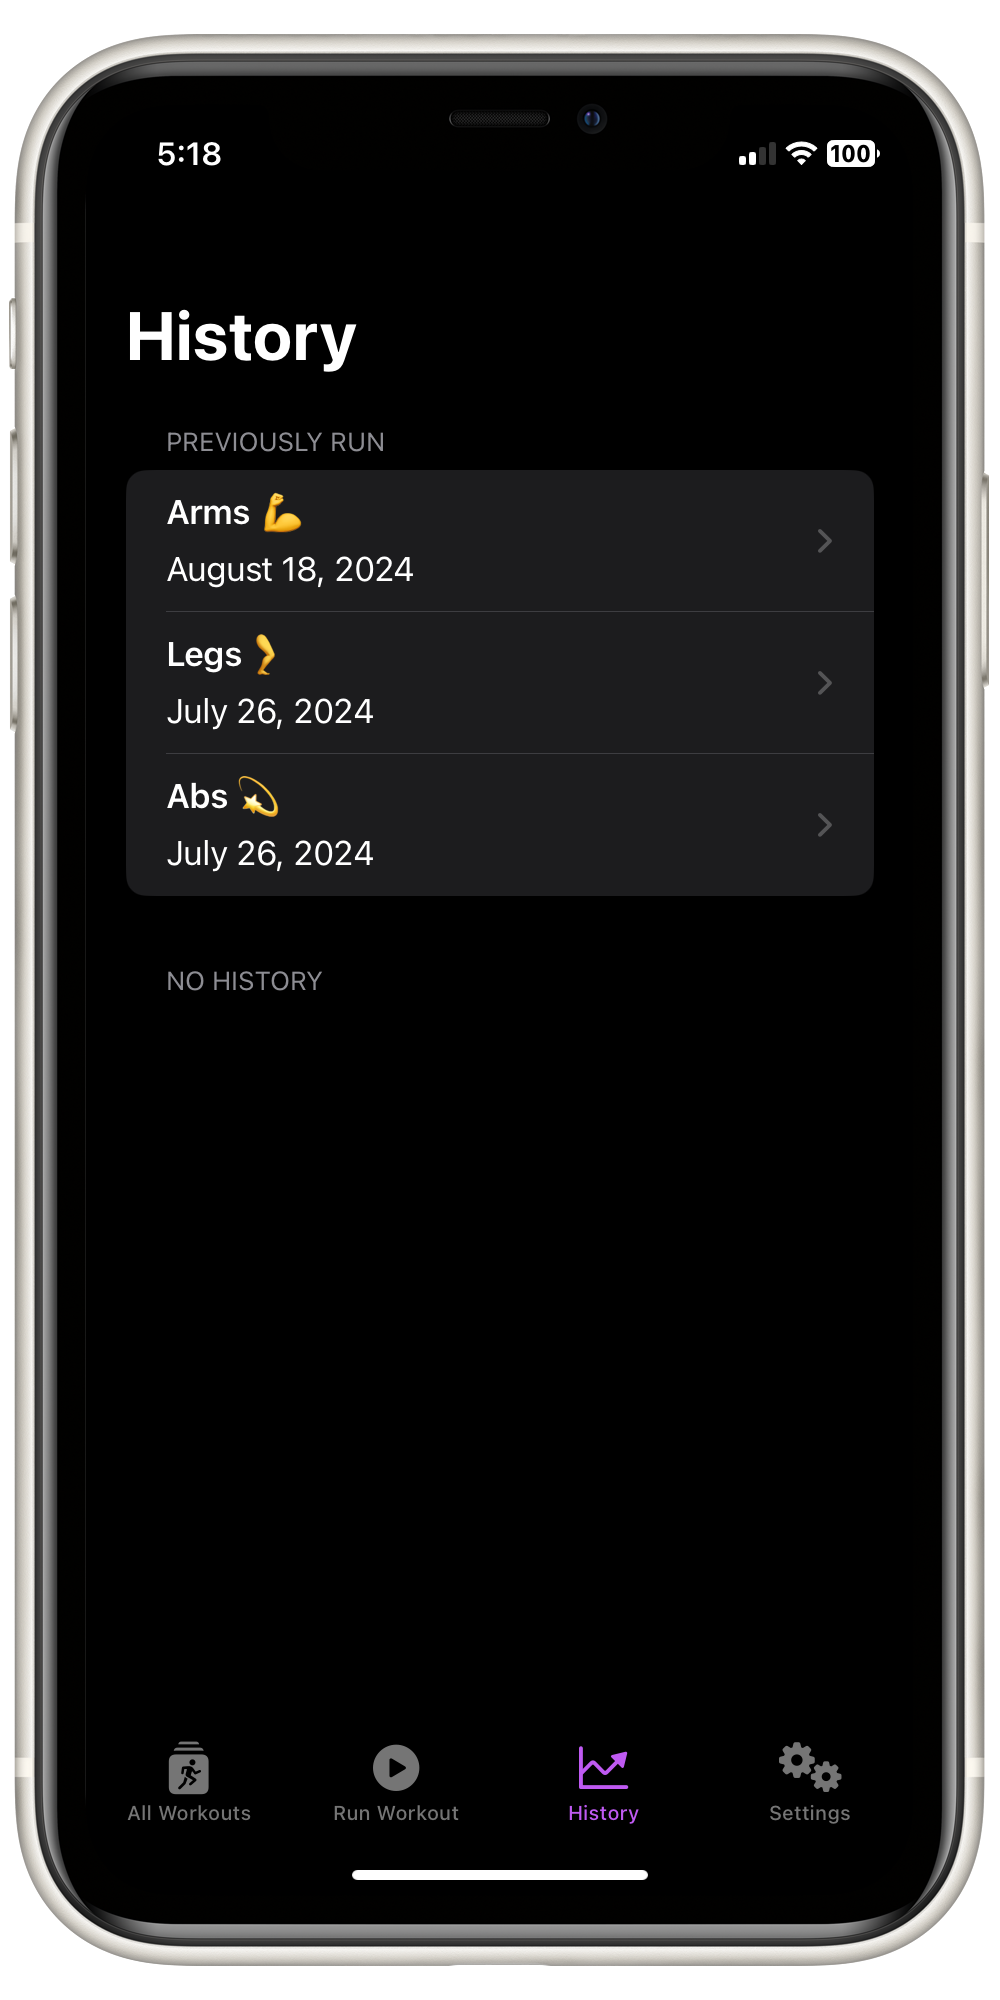 5:18
100
History
PREVIOUSLY RUN
Arms 💪
August 18, 2024
Legs 🦵
July 26, 2024
Abs 💫
July 26, 2024
NO HISTORY
All Workouts
Run Workout
History
Settings